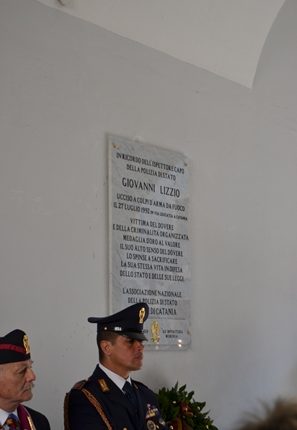 IN RICORDO DELL'ISPETTORE CAPO
DELLA POLIZIA DI STATO
GIOVANNI LIZZIO
UCCISO A COLPI D'ARMA DA FUOCO
IL 27 LUGLIO 1992 IN VIA A CATANIA
VITTIMA DEL DOVERE
E DELLA CRIMINALITÀ ORGANIZZATA
MEDAGLIA D'ORO AL VALORE
IL SUO ALTO SENSO DEL DOVERE
LO SPINSE A SACRIFICARE
LA SUA STESSA VITA IN DIFESA
DELLO STATO E DELLE SUE LEGGI
L'ASSOCIAZIONE NAZIONALE
DELLA POLIZIA DI STATO
DI CATANIA